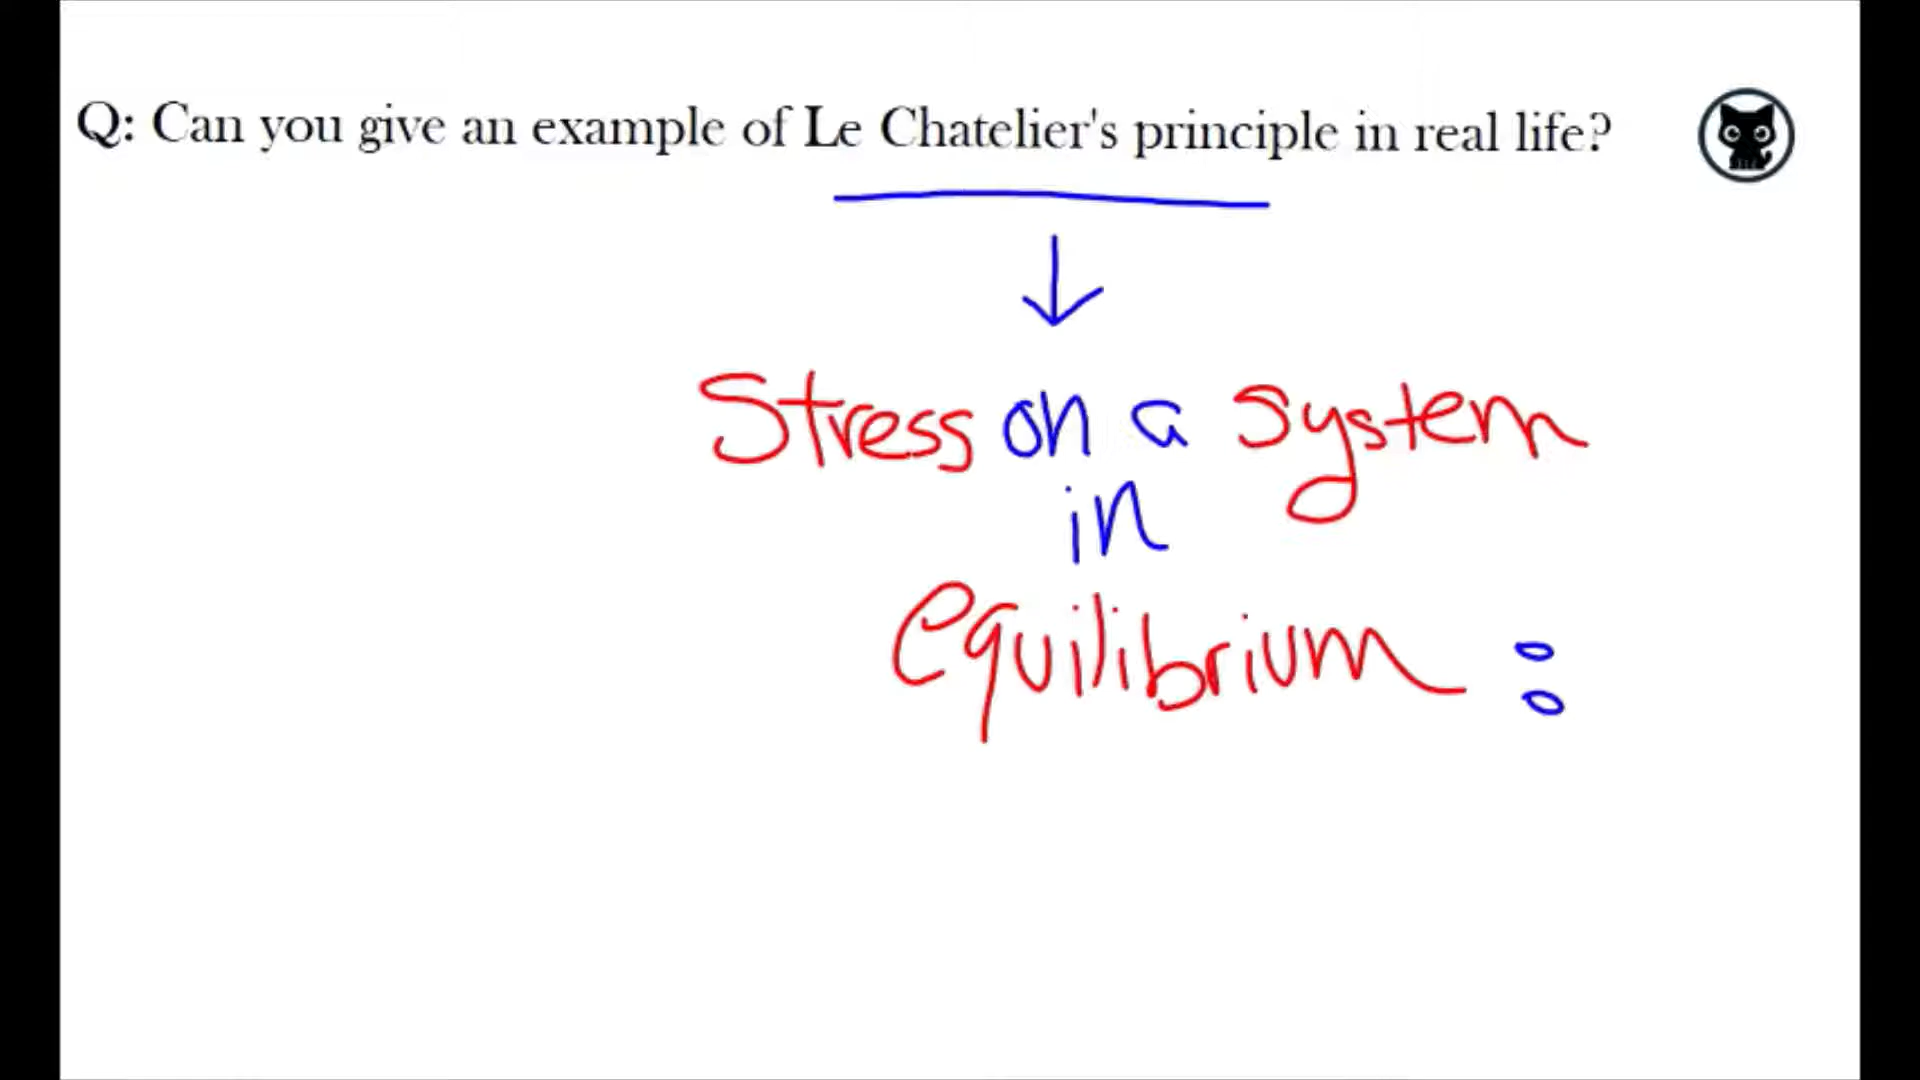 Q: Can you give an example of Le Chatelier's principle in real life?
Stress on a system
in
equilibrium :